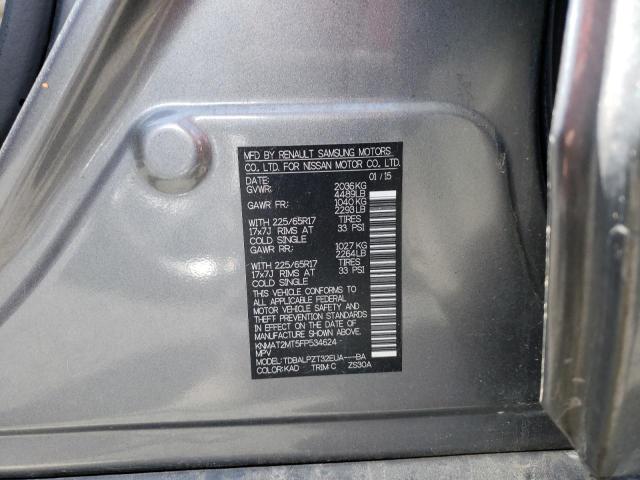 MFD BY RENAULT SAMSUNG MOTORS
CO., LTD. FOR NISSAN MOTOR CO., LTD.
DATE: 01/15
GVWR: 2036KG
4489LB
GAWR FR: 1040 KG
2293LB
WITH 225/65R17 TIRES
17x7J RIMS AT 33 PSI
COLD SINGLE
GAWR RR: 1027 KG
2264LB
WITH 225/65R17 TIRES
17x7J RIMS AT 33 PSI
COLD SINGLE
THIS VEHICLE CONFORMS TO
ALL APPLICABLE FEDERAL
MOTOR VEHICLE SAFETY AND
THEFT PREVENTION STANDARDS
IN EFFECT ON THE DATE OF
MANUFACTURE SHOWN ABOVE.
KNMAT2MT5FP534624
MPV
MODEL: TDBALPZT32EUA---BA
COLOR: KAD TRIM: C ZS30A